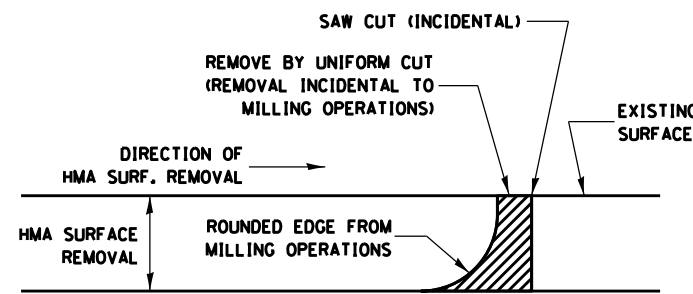 SAW CUT (INCIDENTAL)
REMOVE BY UNIFORM CUT
(REMOVAL INCIDENTAL TO
MILLING OPERATIONS)
EXISTING
SURFACE
DIRECTION OF
HMA SURF. REMOVAL
HMA SURFACE
REMOVAL
ROUNDED EDGE FROM
MILLING OPERATIONS